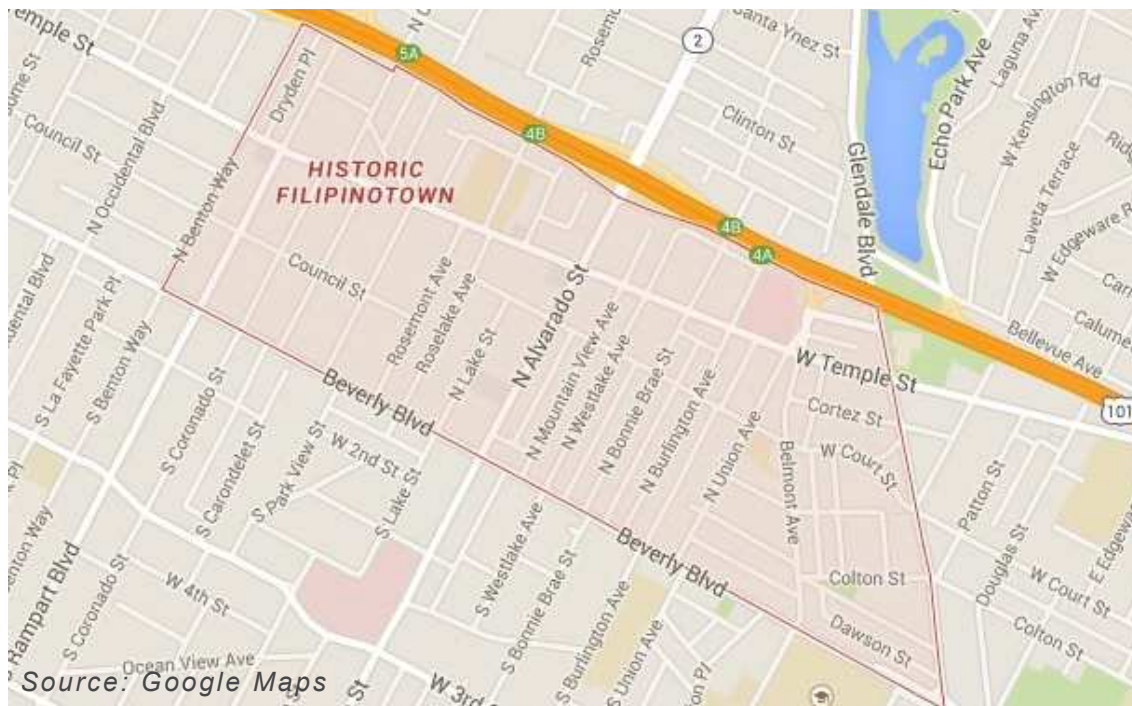 Temple St
Dryden Pl
5A
2
Santa Ynez St
Laguna Ave
Echo Park Ave
W Kensington Rd
Council St
N Occidental Blvd
4B
Clinton St
HISTORIC
FILIPINOTOWN
N Benton Way
Glendale Blvd
Laveta Terrace
W Edgeware
4B
4A
Council St
Rosemont Ave
Roselake Ave
N Lake St
N Alvarado St
N Mountain View Ave
N Westlake Ave
N Bonnie Brae St
N Burlington Ave
N Union Ave
Belmont Ave
W Temple St
Cortez St
W Court St
Bellevue Ave
101
S La Fayette Park Pl
S Benton Way
S Coronado St
S Carondelet St
S Park View St
W 2nd St
S Lake St
Beverly Blvd
Beverly Blvd
Patton St
Douglas St
E Edgeware
W Court St
Colton St
Colton St
Dawson St
S Westlake Ave
S Bonnie Brae St
S Burlington Ave
S Union Ave
S Rampart Blvd
S Coronado St
W 4th St
Ocean View Ave
W 3rd
St
Source: Google Maps